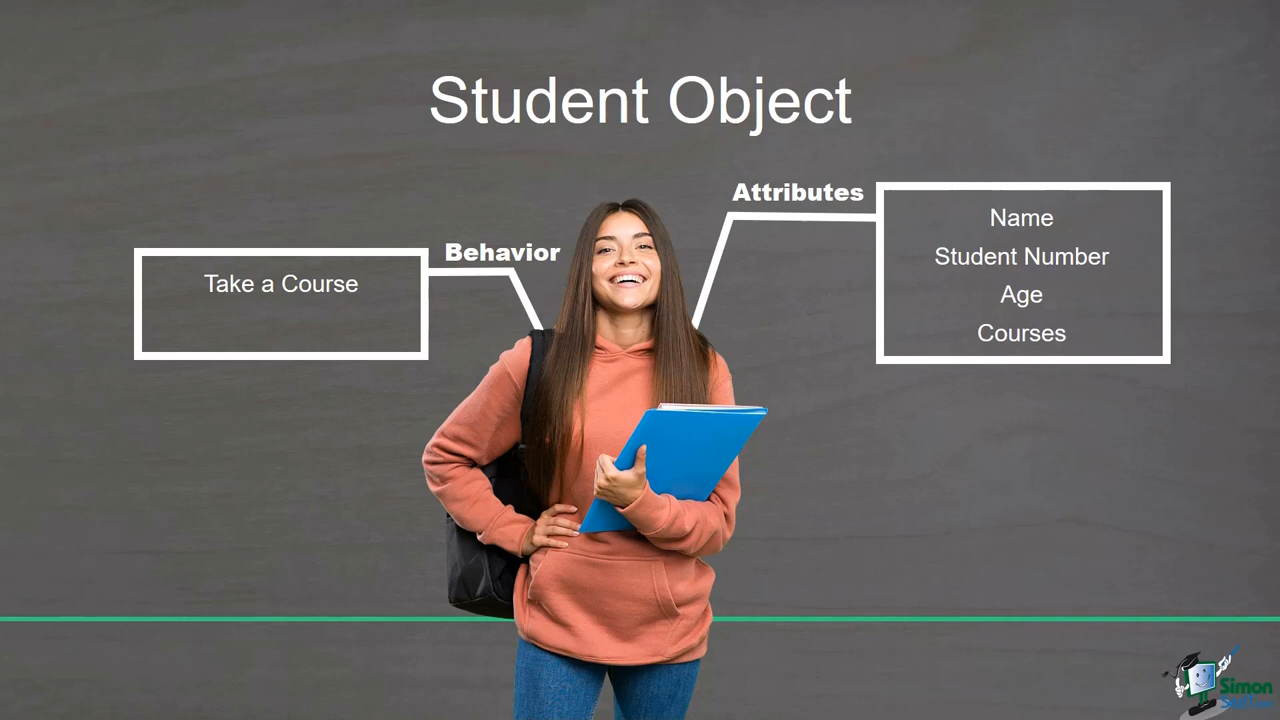 Student Object
Attributes
Name
Student Number
Age
Courses
Behavior
Take a Course
Simon